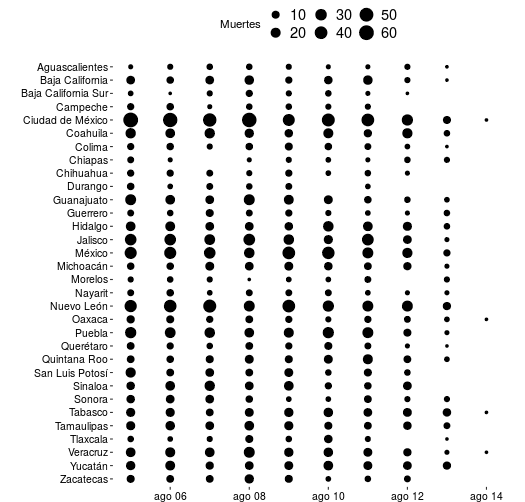 Muertes
10 30 50
20 40 60
Aguascalientes
Baja California
Baja California Sur
Campeche
Ciudad de México
Coahuila
Colima
Chiapas
Chihuahua
Durango
Guanajuato
Guerrero
Hidalgo
Jalisco
México
Michoacán
Morelos
Nayarit
Nuevo León
Oaxaca
Puebla
Querétaro
Quintana Roo
San Luis Potosí
Sinaloa
Sonora
Tabasco
Tamaulipas
Tlaxcala
Veracruz
Yucatán
Zacatecas
ago 06 ago 08 ago 10 ago 12 ago 14